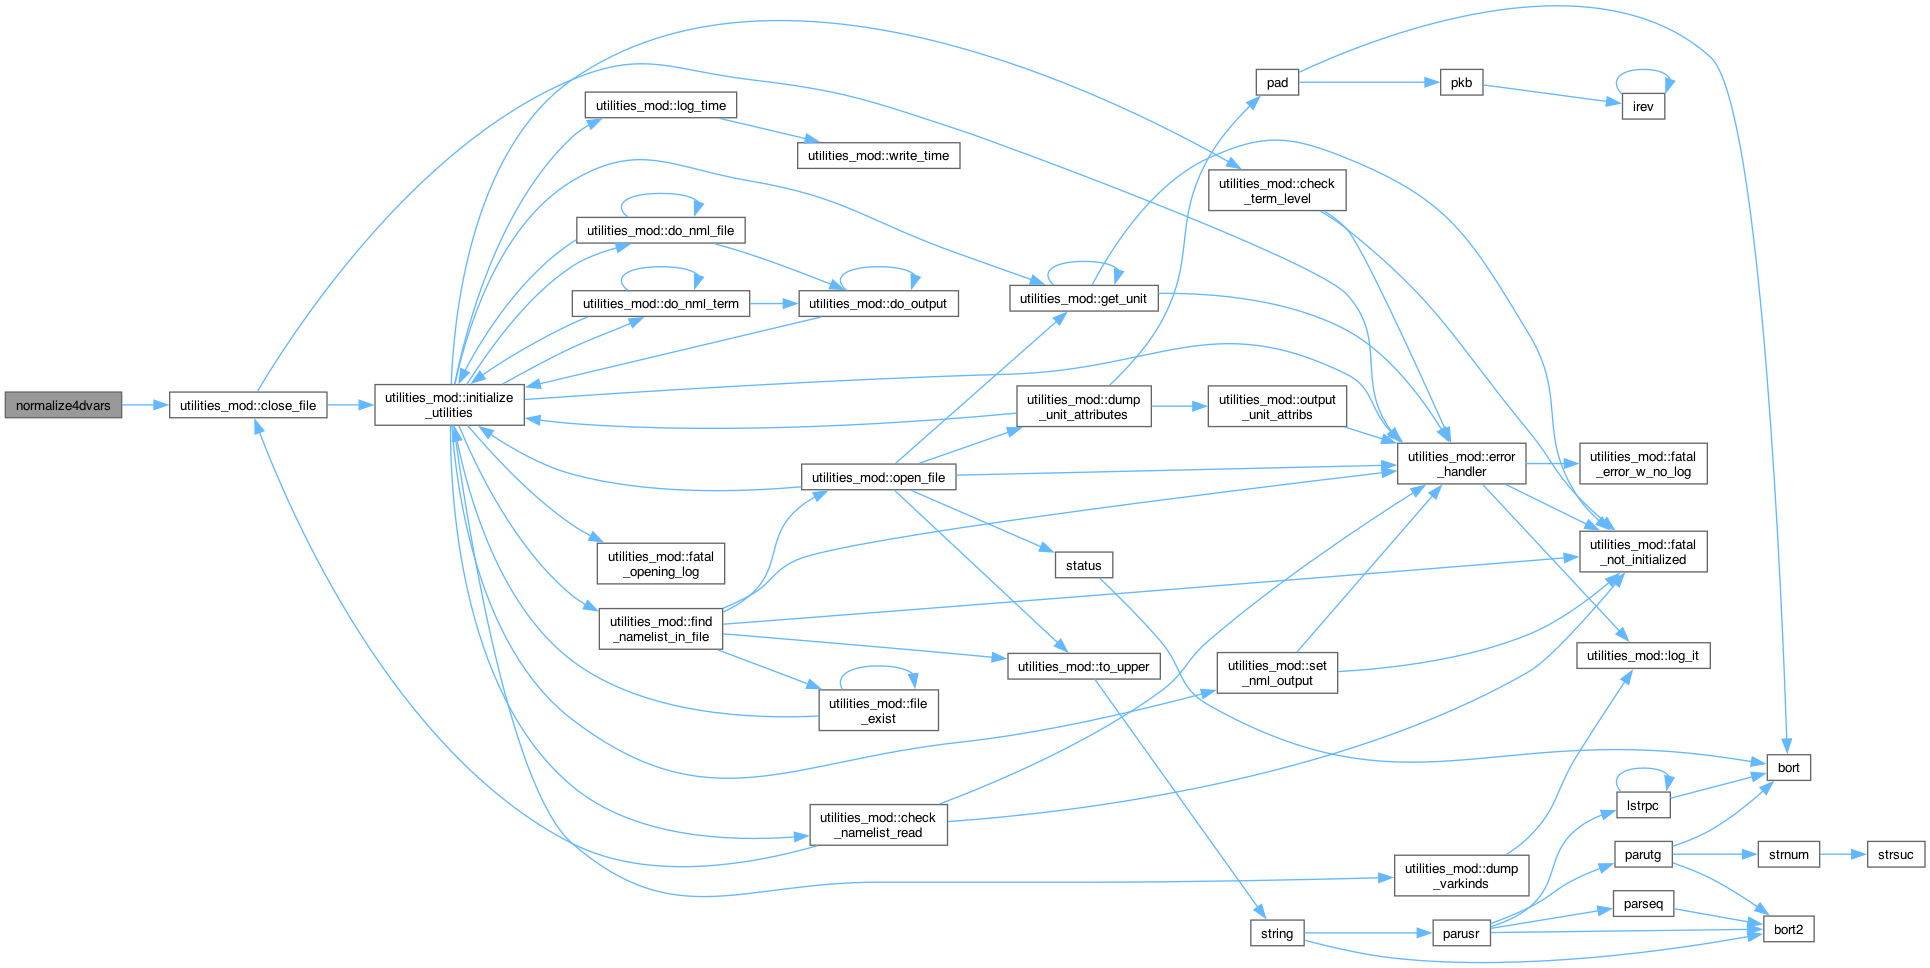 normalize4dvars
utilities_mod::close_file
utilities_mod::initialize
_utilities
utilities_mod::log_time
utilities_mod::write_time
utilities_mod::do_nml_file
utilities_mod::do_nml_term
utilities_mod::do_output
utilities_mod::get_unit
utilities_mod::dump
_unit_attributes
utilities_mod::open_file
utilities_mod::fatal
_opening_log
utilities_mod::find
_namelist_in_file
utilities_mod::file
_exist
utilities_mod::check
_namelist_read
status
utilities_mod::to_upper
pad
pkb
irev
utilities_mod::check
_term_level
utilities_mod::output
_unit_attribs
utilities_mod::error
_handler
utilities_mod::fatal
_error_w_no_log
utilities_mod::fatal
_not_initialized
utilities_mod::log_it
utilities_mod::set
_nml_output
utilities_mod::dump
_varkinds
string
parusr
lstrpc
parutg
parseq
bort
strnum
strsuc
bort2